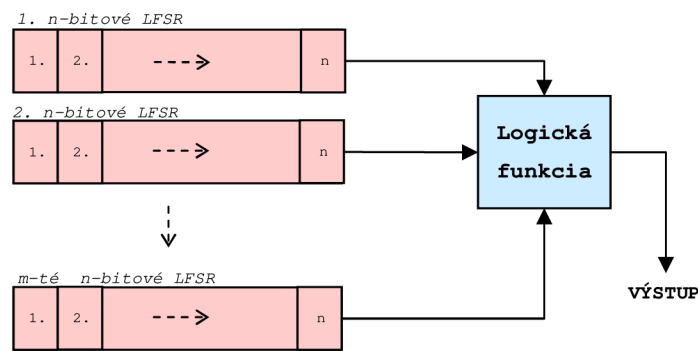 1. n-bitové LFSR
1. 2. n
2. n-bitové LFSR
1. 2. n
Logická
funkcia
m-té n-bitové LFSR
1. 2. n
VÝSTUP